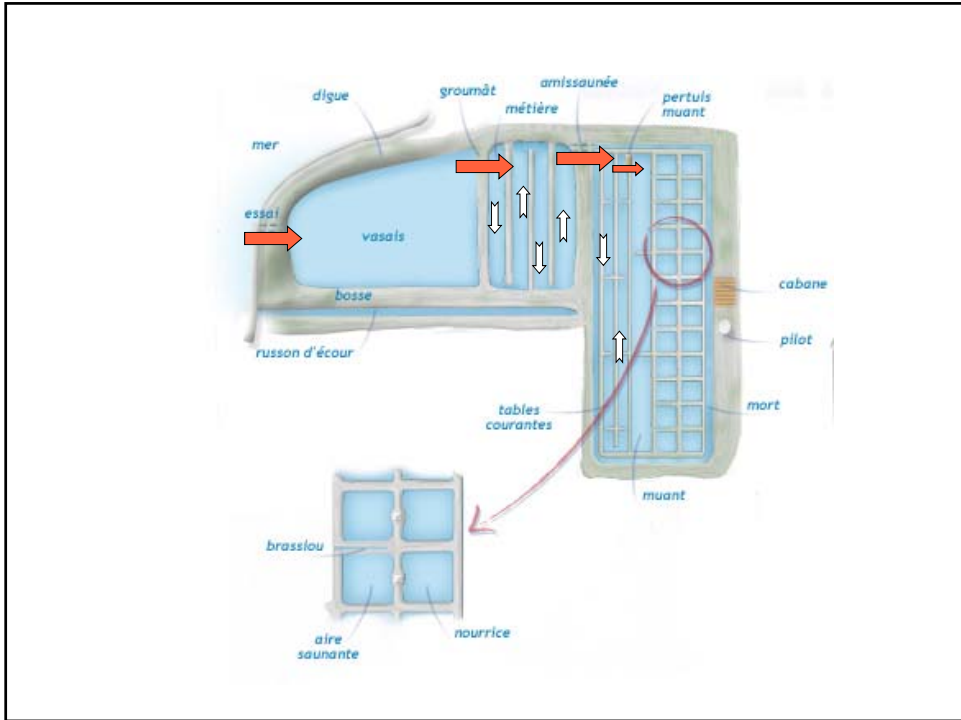 amissaunée
groumât
pertuis
muant
digue
métière
mer
essai
vasais
cabane
bosse
pilot
russon d'écour
mort
tables
courantes
muant
brassiou
nourrice
aire
saunante